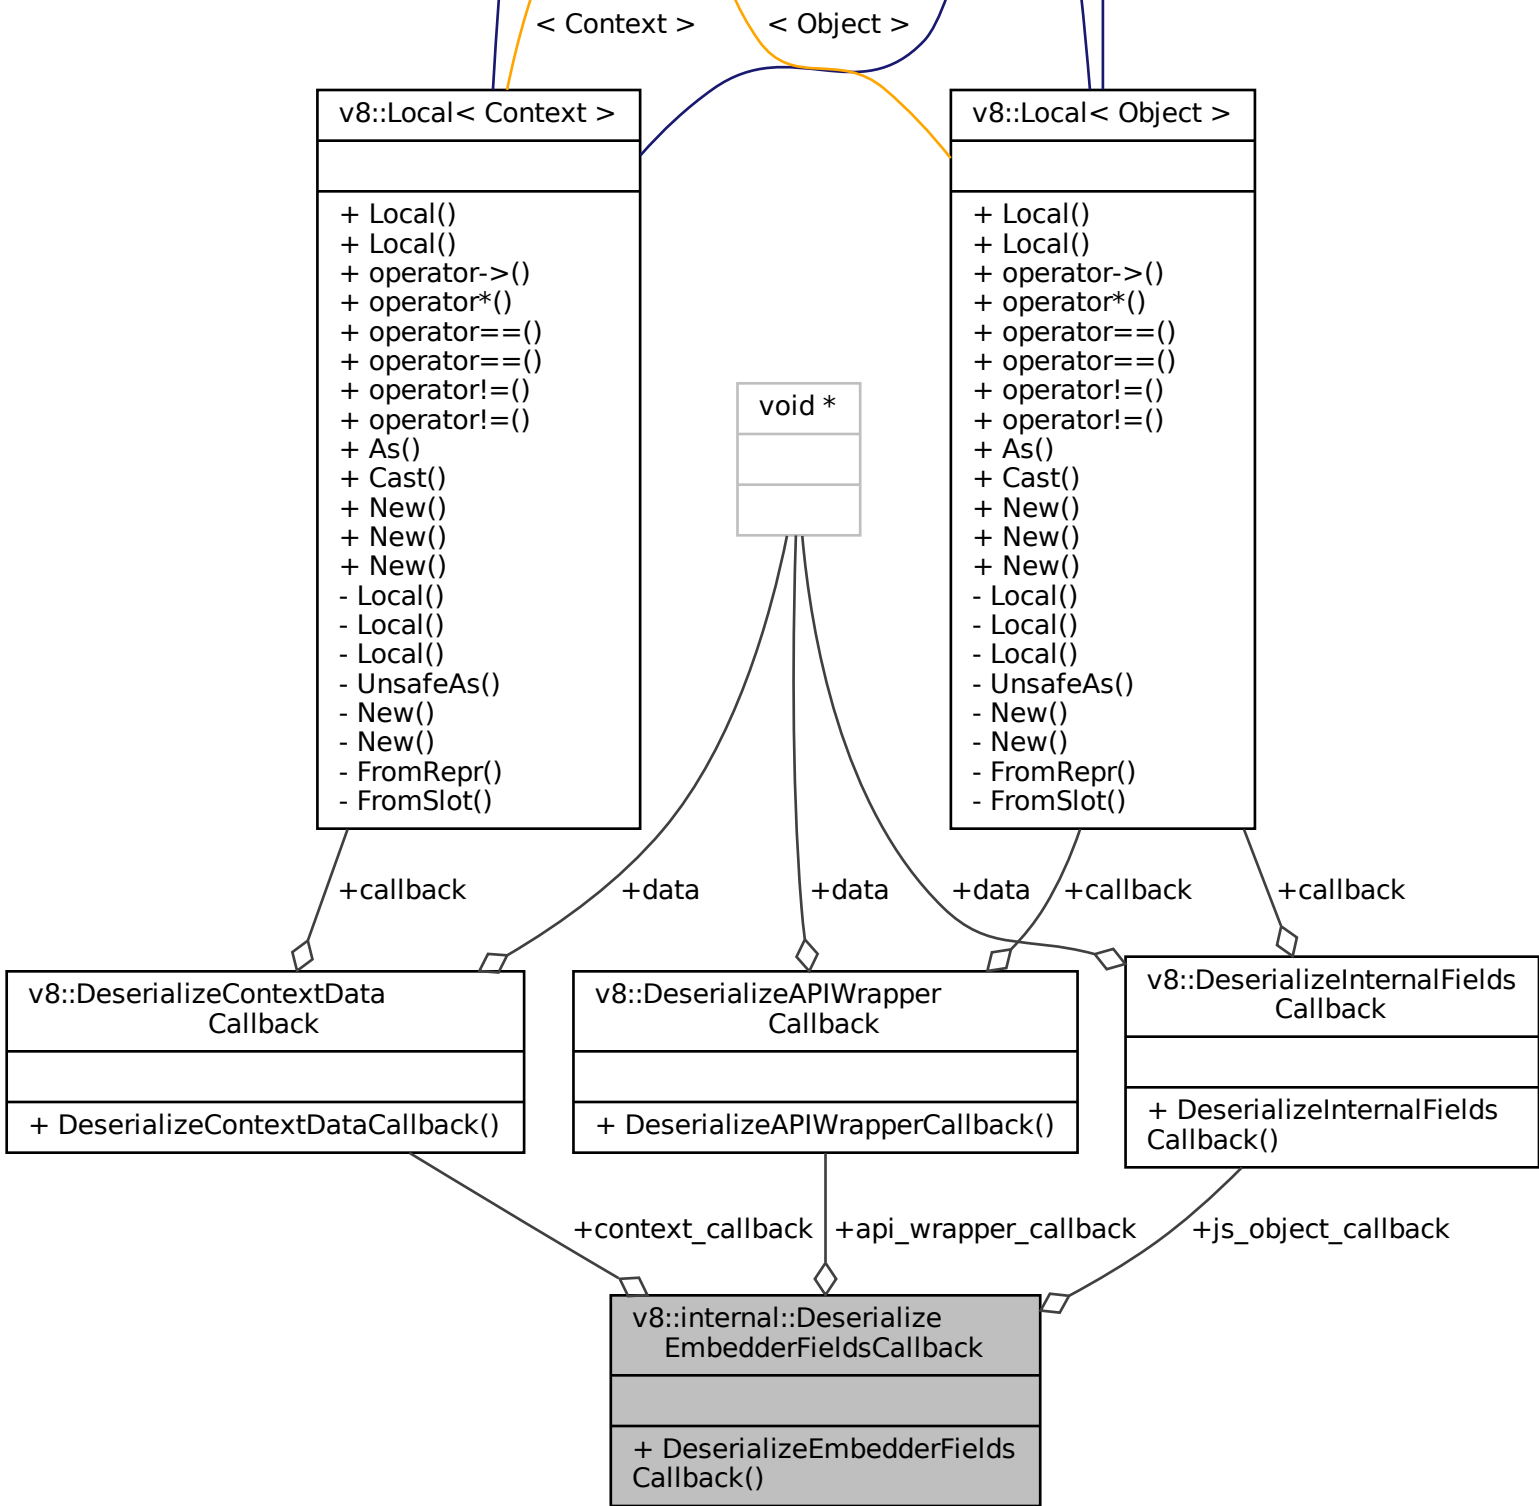 < Context >
< Object >
v8::Local< Context >
+ Local()
+ Local()
+ operator->()
+ operator*()
+ operator==()
+ operator==()
+ operator!=()
+ operator!=()
+ As()
+ Cast()
+ New()
+ New()
+ New()
- Local()
- Local()
- Local()
- UnsafeAs()
- New()
- New()
- FromRepr()
- FromSlot()
v8::Local< Object >
+ Local()
+ Local()
+ operator->()
+ operator*()
+ operator==()
+ operator==()
+ operator!=()
+ operator!=()
+ As()
+ Cast()
+ New()
+ New()
+ New()
- Local()
- Local()
- Local()
- UnsafeAs()
- New()
- New()
- FromRepr()
- FromSlot()
void *
+callback
+data
+data
+data
+callback
+callback
v8::DeserializeContextData
Callback
+ DeserializeContextDataCallback()
v8::DeserializeAPIWrapper
Callback
+ DeserializeAPIWrapperCallback()
v8::DeserializeInternalFields
Callback
+ DeserializeInternalFields
Callback()
+context_callback
+api_wrapper_callback
+js_object_callback
v8::internal::Deserialize
EmbedderFieldsCallback
+ DeserializeEmbedderFields
Callback()